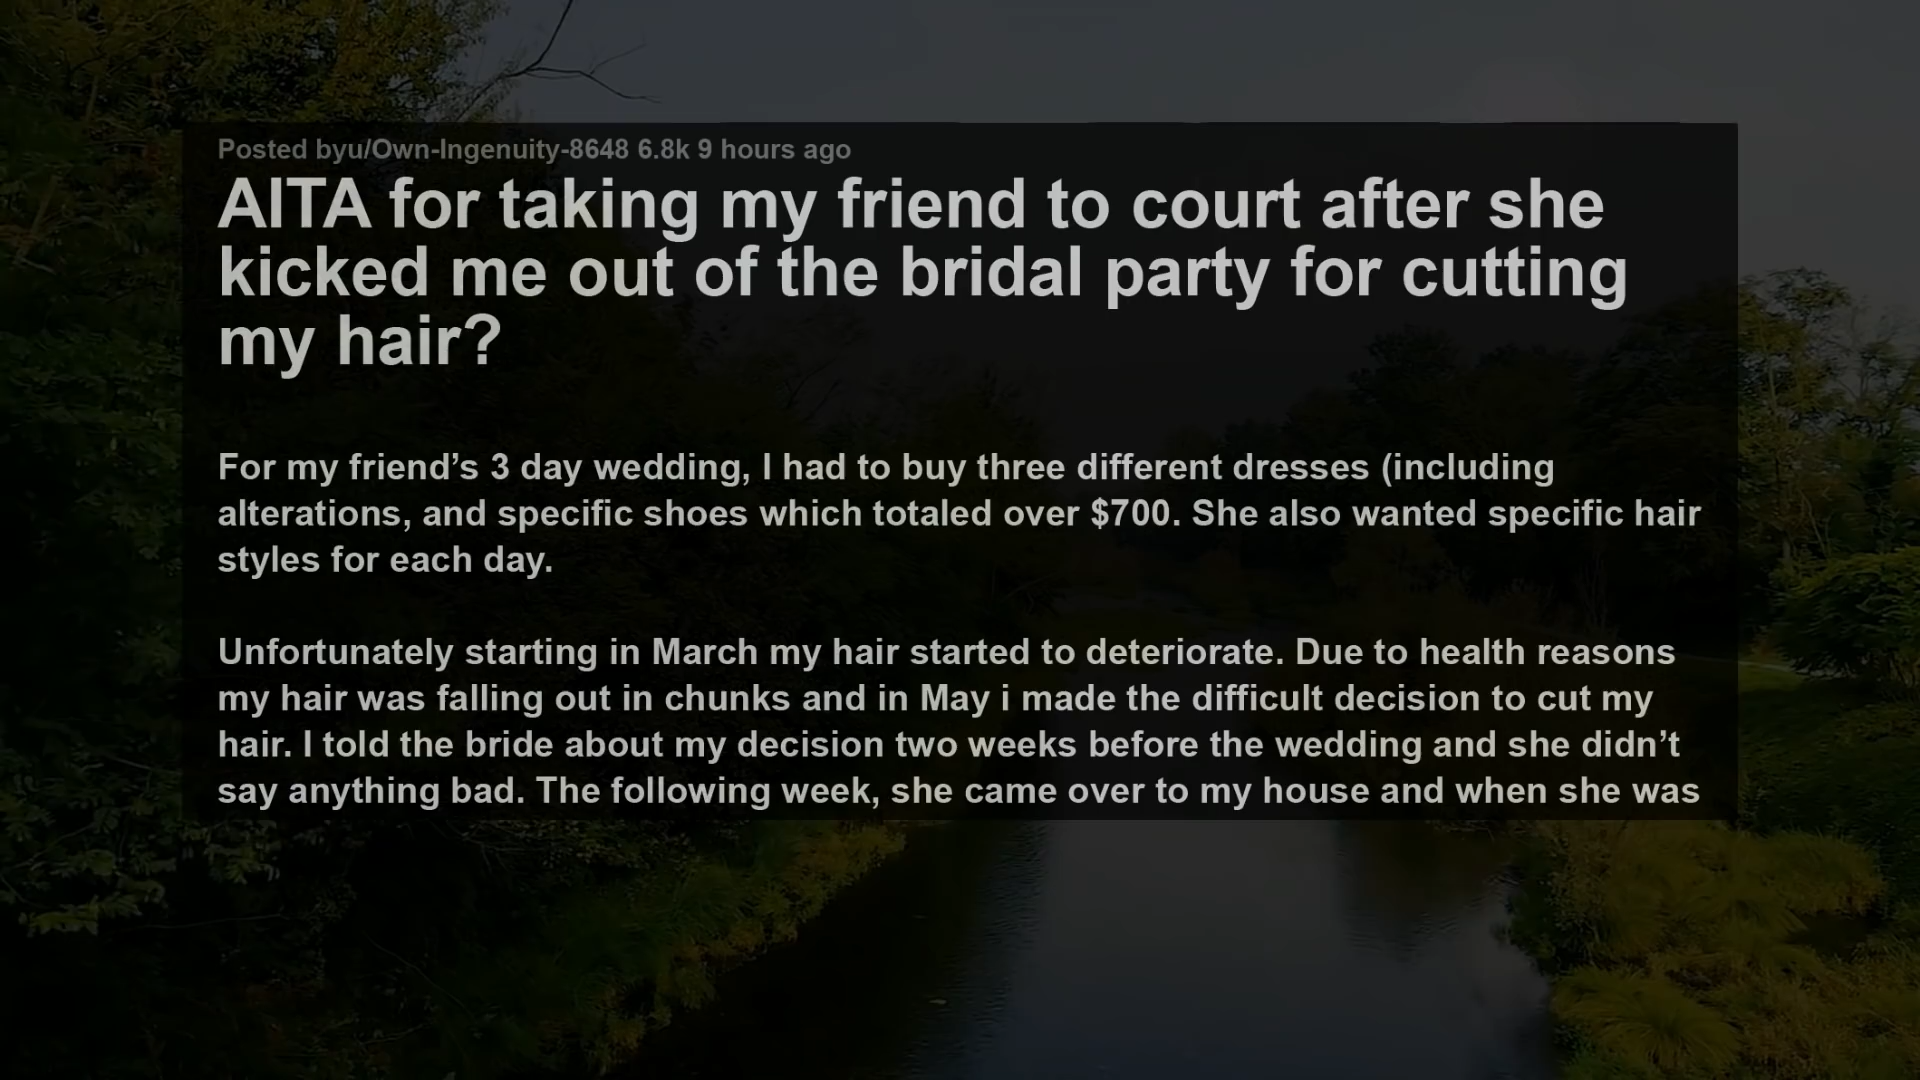 Posted byu/Own-Ingenuity-8648 6.8k 9 hours ago
AITA for taking my friend to court after she
kicked me out of the bridal party for cutting
my hair?
For my friend’s 3 day wedding, I had to buy three different dresses (including
alterations, and specific shoes which totaled over $700. She also wanted specific hair
styles for each day.
Unfortunately starting in March my hair started to deteriorate. Due to health reasons
my hair was falling out in chunks and in May i made the difficult decision to cut my
hair. I told the bride about my decision two weeks before the wedding and she didn’t
say anything bad. The following week, she came over to my house and when she was